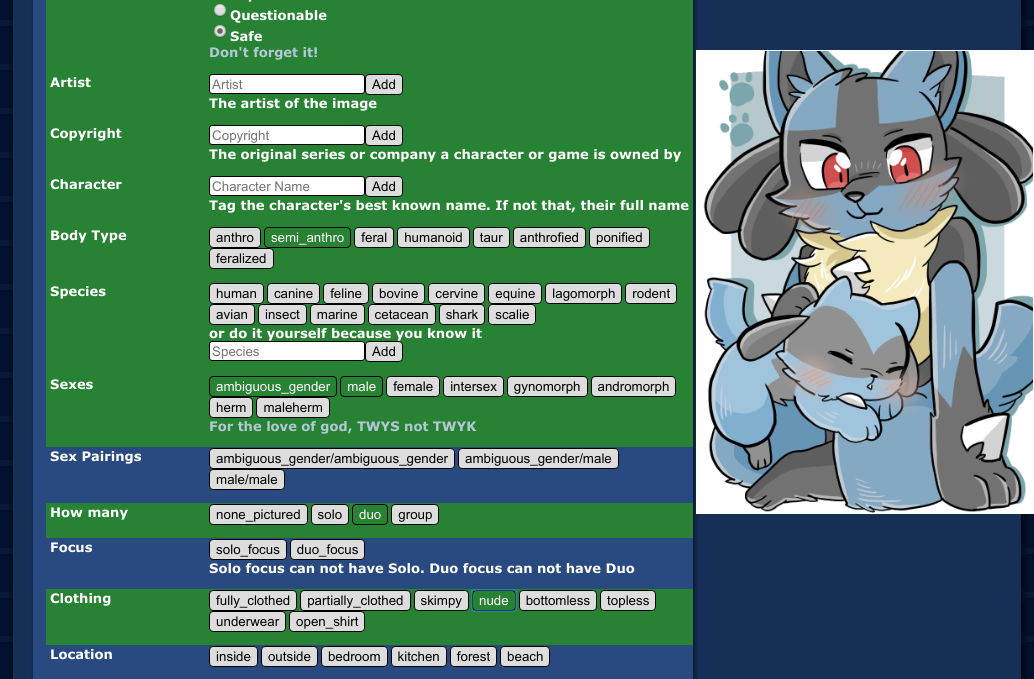 Questionable
Safe
Don't forget it!
Artist Artist Add
The artist of the image
Copyright Copyright Add
The original series or company a character or game is owned by
Character Character Name Add
Tag the character's best known name. If not that, their full name
Body Type anthro semi_anthro feral humanoid taur anthrofied ponified
feralized
Species human canine feline bovine cervine equine lagomorph rodent
avian insect marine cetacean shark scalie
or do it yourself because you know it
Species Add
Sexes ambiguous_gender male female intersex gynomorph andromorph
herm maleherm
For the love of god, TWYS not TWYK
Sex Pairings ambiguous_gender/ambiguous_gender ambiguous_gender/male
male/male
How many none_pictured solo duo group
Focus solo_focus duo_focus
Solo focus can not have Solo. Duo focus can not have Duo
Clothing fully_clothed partially_clothed skimpy nude bottomless topless
underwear open_shirt
Location inside outside bedroom kitchen forest beach